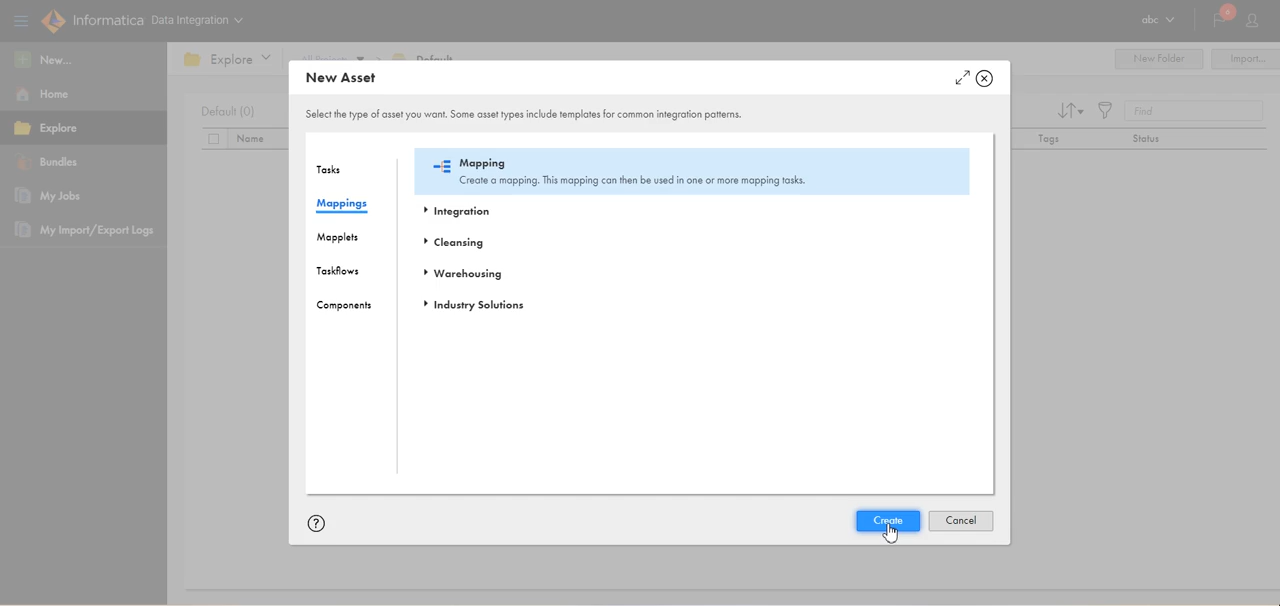 Informatica Data Integration
abc
New...
Explore
Default
New Folder
Import...
Home
New Asset
Default (0)
Find
Select the type of asset you want. Some asset types include templates for common integration patterns.
Explore
Name
Tags
Status
Bundles
Tasks
Mapping
Create a mapping. This mapping can then be used in one or more mapping tasks.
My Jobs
Mappings
Integration
My Import/Export Logs
Mapplets
Cleansing
Taskflows
Warehousing
Components
Industry Solutions
?
Create
Cancel